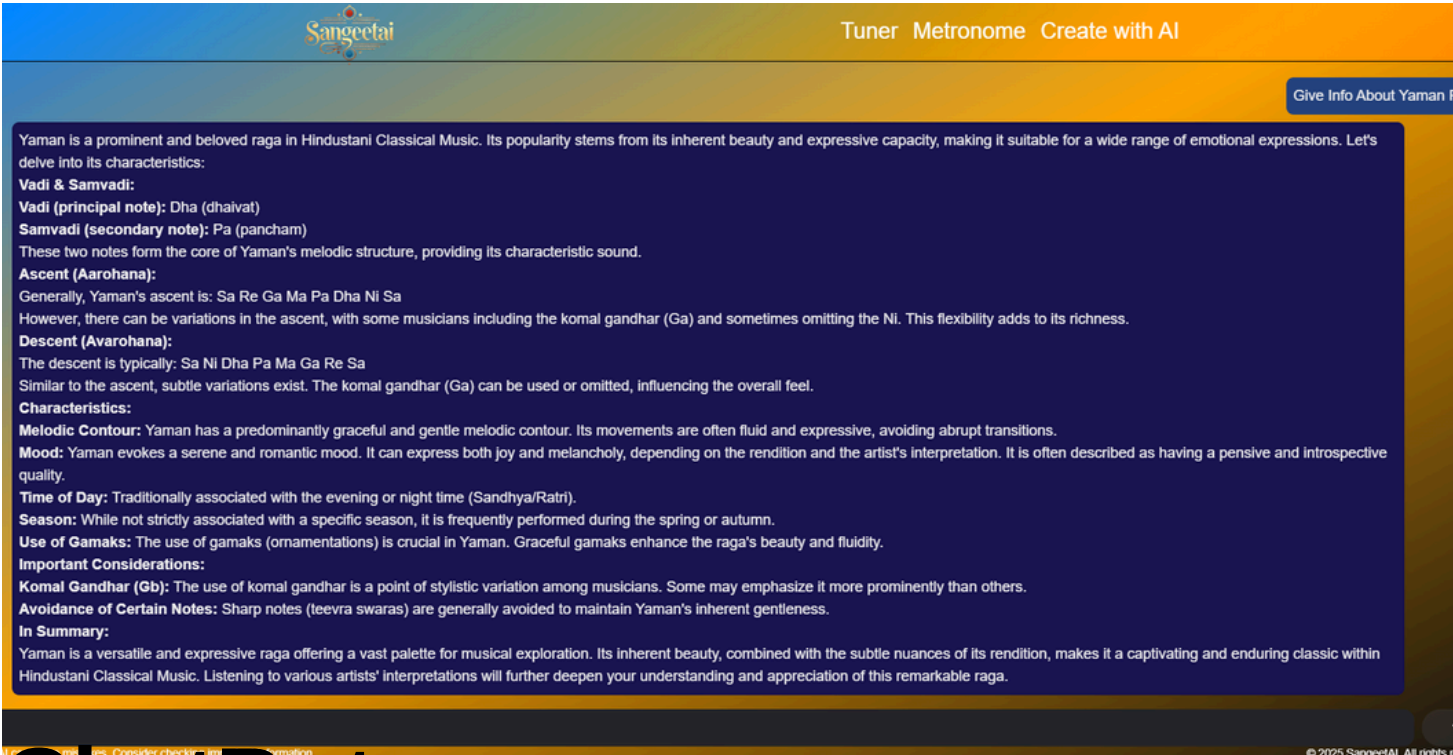 Sangeetai
Tuner Metronome Create with AI
Give Info About Yaman
Yaman is a prominent and beloved raga in Hindustani Classical Music. Its popularity stems from its inherent beauty and expressive capacity, making it suitable for a wide range of emotional expressions. Let's
delve into its characteristics:
Vadi & Samvadi:
Vadi (principal note): Dha (dhaivat)
Samvadi (secondary note): Pa (pancham)
These two notes form the core of Yaman's melodic structure, providing its characteristic sound.
Ascent (Aarohana):
Generally, Yaman's ascent is: Sa Re Ga Ma Pa Dha Ni Sa
However, there can be variations in the ascent, with some musicians including the komal gandhar (Ga) and sometimes omitting the Ni. This flexibility adds to its richness.
Descent (Avarohana):
The descent is typically: Sa Ni Dha Pa Ma Ga Re Sa
Similar to the ascent, subtle variations exist. The komal gandhar (Ga) can be used or omitted, influencing the overall feel.
Characteristics:
Melodic Contour: Yaman has a predominantly graceful and gentle melodic contour. Its movements are often fluid and expressive, avoiding abrupt transitions.
Mood: Yaman evokes a serene and romantic mood. It can express both joy and melancholy, depending on the rendition and the artist's interpretation. It is often described as having a pensive and introspective
quality.
Time of Day: Traditionally associated with the evening or night time (Sandhya/Ratri).
Season: While not strictly associated with a specific season, it is frequently performed during the spring or autumn.
Use of Gamaks: The use of gamaks (ornamentations) is crucial in Yaman. Graceful gamaks enhance the raga's beauty and fluidity.
Important Considerations:
Komal Gandhar (Gb): The use of komal gandhar is a point of stylistic variation among musicians. Some may emphasize it more prominently than others.
Avoidance of Certain Notes: Sharp notes (teevra swaras) are generally avoided to maintain Yaman's inherent gentleness.
In Summary:
Yaman is a versatile and expressive raga offering a vast palette for musical exploration. Its inherent beauty, combined with the subtle nuances of its rendition, makes it a captivating and enduring classic within
Hindustani Classical Music. Listening to various artists' interpretations will further deepen your understanding and appreciation of this remarkable raga.
Consider checking
© 2025 SangeetAI. All rights